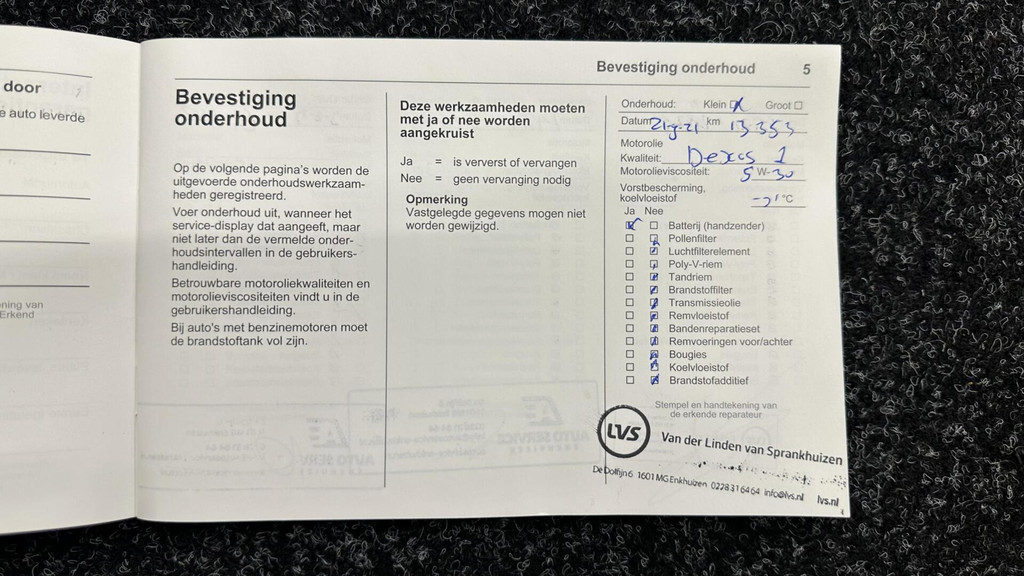 door
e auto leverde
ning van
Erkend
Bevestiging onderhoud 5
Bevestiging
onderhoud
Op de volgende pagina's worden de
uitgevoerde onderhoudswerkzaam-
heden geregistreerd.
Voer onderhoud uit, wanneer het
service-display dat aangeeft, maar
niet later dan de vermelde onder-
houdsintervallen in de gebruikers-
handleiding.
Betrouwbare motoroliekwaliteiten en
motorolieviscositeiten vindt u in de
gebruikershandleiding.
Bij auto's met benzinemotoren moet
de brandstoftank vol zijn.
Deze werkzaamheden moeten
met ja of nee worden
aangekruist
Ja = is ververst of vervangen
Nee = geen vervanging nodig
Opmerking
Vastgelegde gegevens mogen niet
worden gewijzigd.
Onderhoud: Klein Groot
Datum km 13353
Motorolie
Kwaliteit: Dexos 1
Motorolieviscositeit: 5 W-30
Vorstbescherming,
koelvloeistof °C
Ja Nee
Batterij (handzender)
Pollenfilter
Luchtfilterelement
Poly-V-riem
Tandriem
Brandstoffilter
Transmissieolie
Remvloeistof
Bandenreparatieset
Remvoeringen voor/achter
Bougies
Koelvloeistof
Brandstofadditief
Stempel en handtekening van
de erkende reparateur
LVS Van der Linden van Sprankhuizen
De Dolfijn 6 1601 MG Enkhuizen 0228 31 64 64 info@lvs.nl lvs.nl